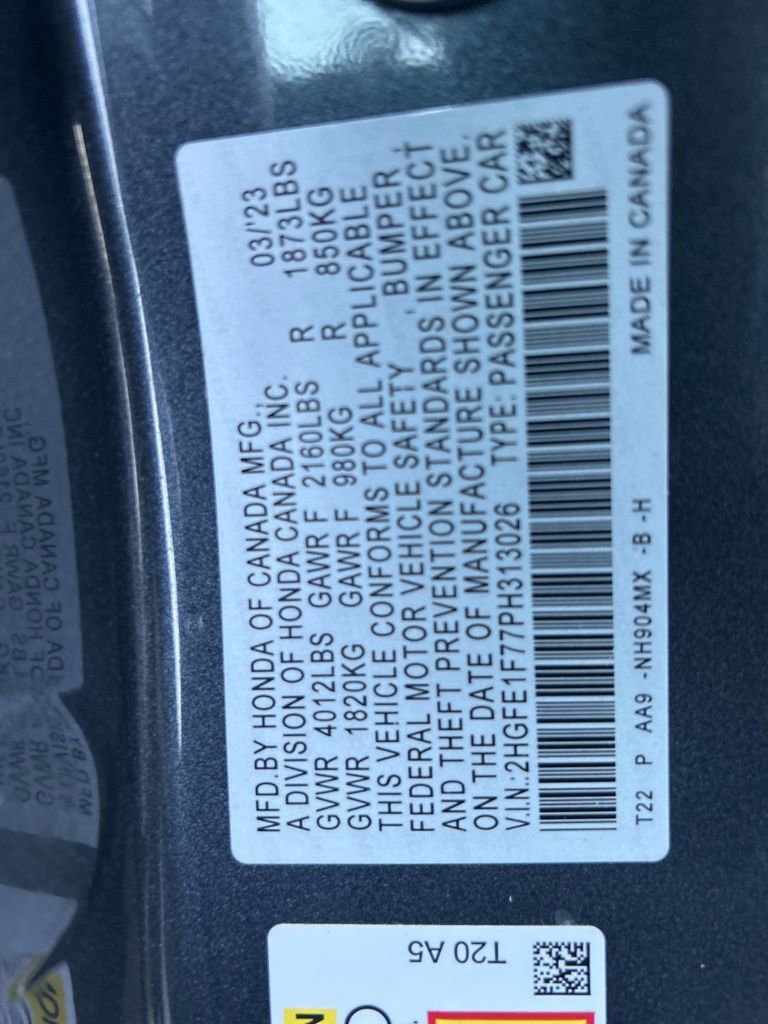 MFD.BY HONDA OF CANADA MFG., 03/'23
A DIVISION OF HONDA CANADA INC.
GVWR 4012LBS GAWR F 2160LBS R 1873LBS
GVWR 1820KG GAWR F 980KG R 850KG
THIS VEHICLE CONFORMS TO ALL APPLICABLE
FEDERAL MOTOR VEHICLE SAFETY, BUMPER,
AND THEFT PREVENTION STANDARDS IN EFFECT
ON THE DATE OF MANUFACTURE SHOWN ABOVE.
V.I.N.:2HGFE1F77PH313026 TYPE: PASSENGER CAR
T22 P AA9 -NH904MX -B -H MADE IN CANADA
T20 A5